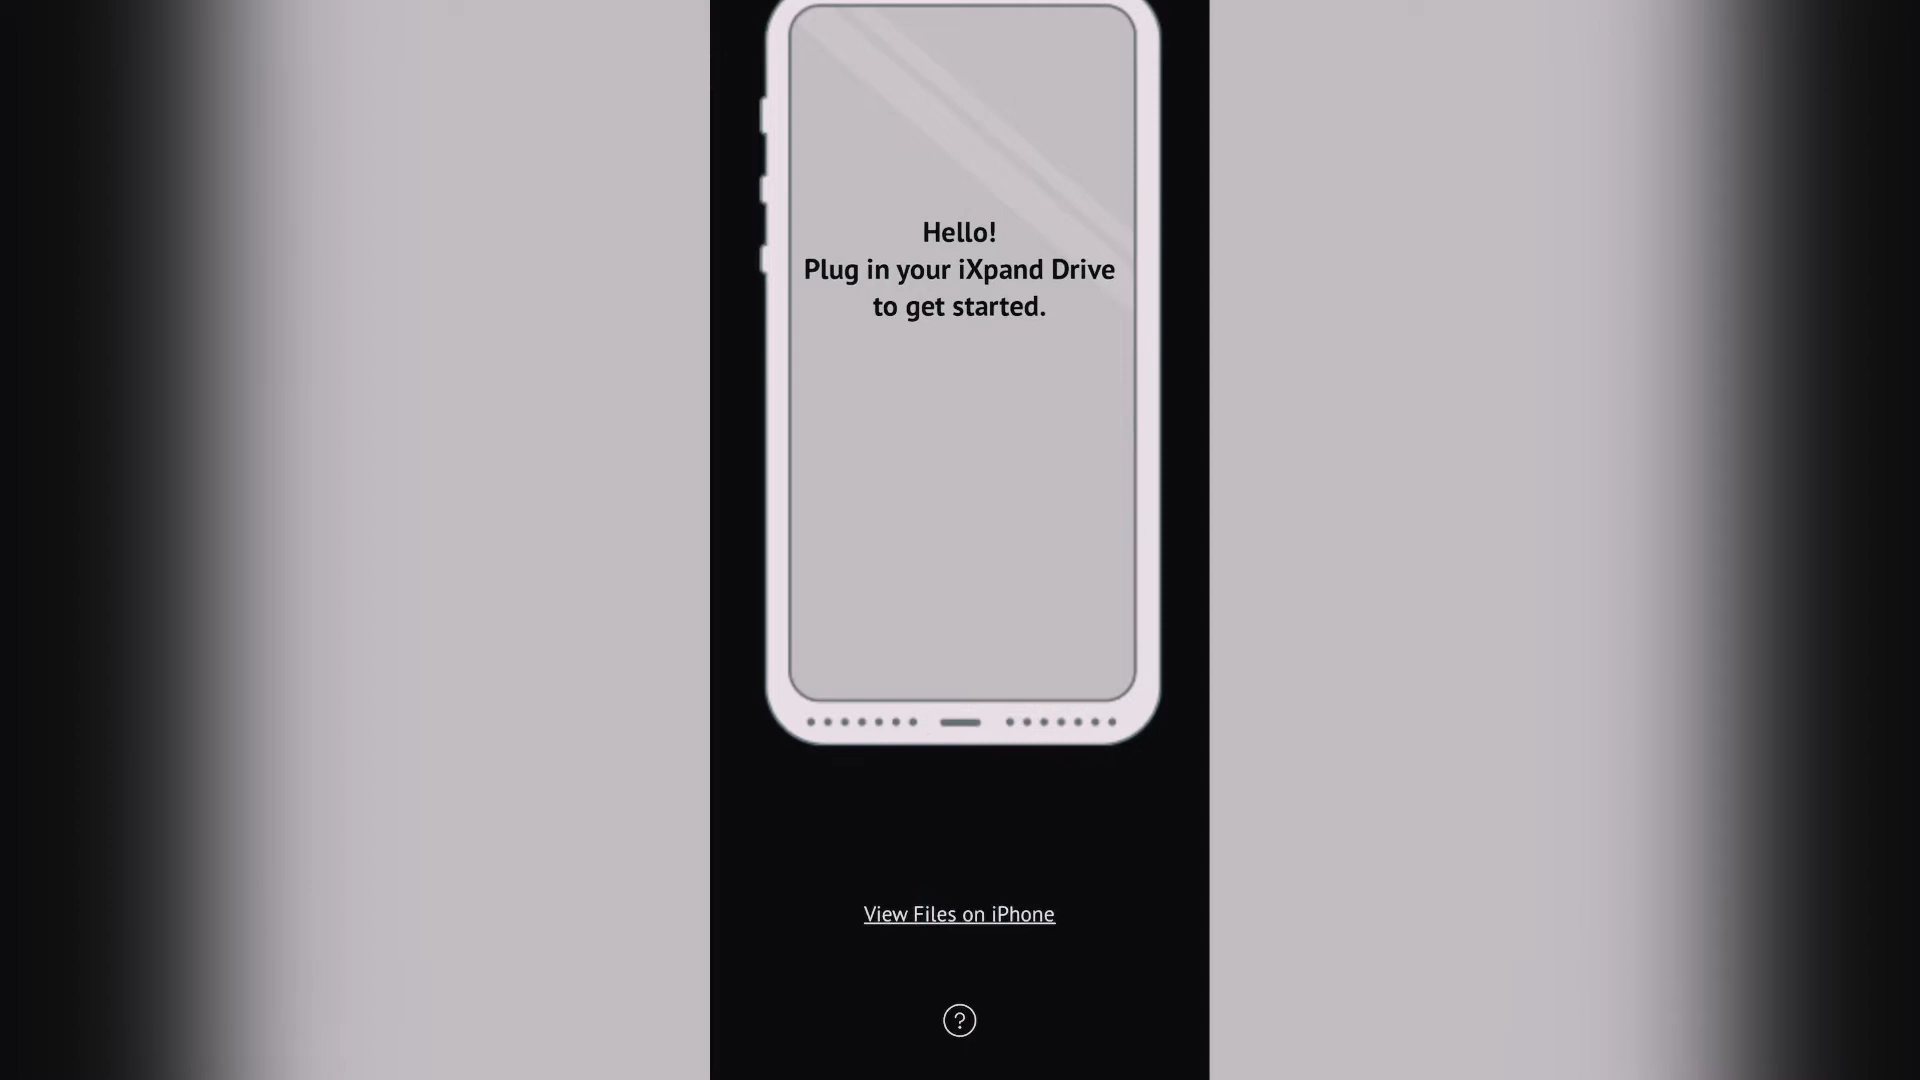 Hello!
Plug in your iXpand Drive
to get started.
View Files on iPhone
?